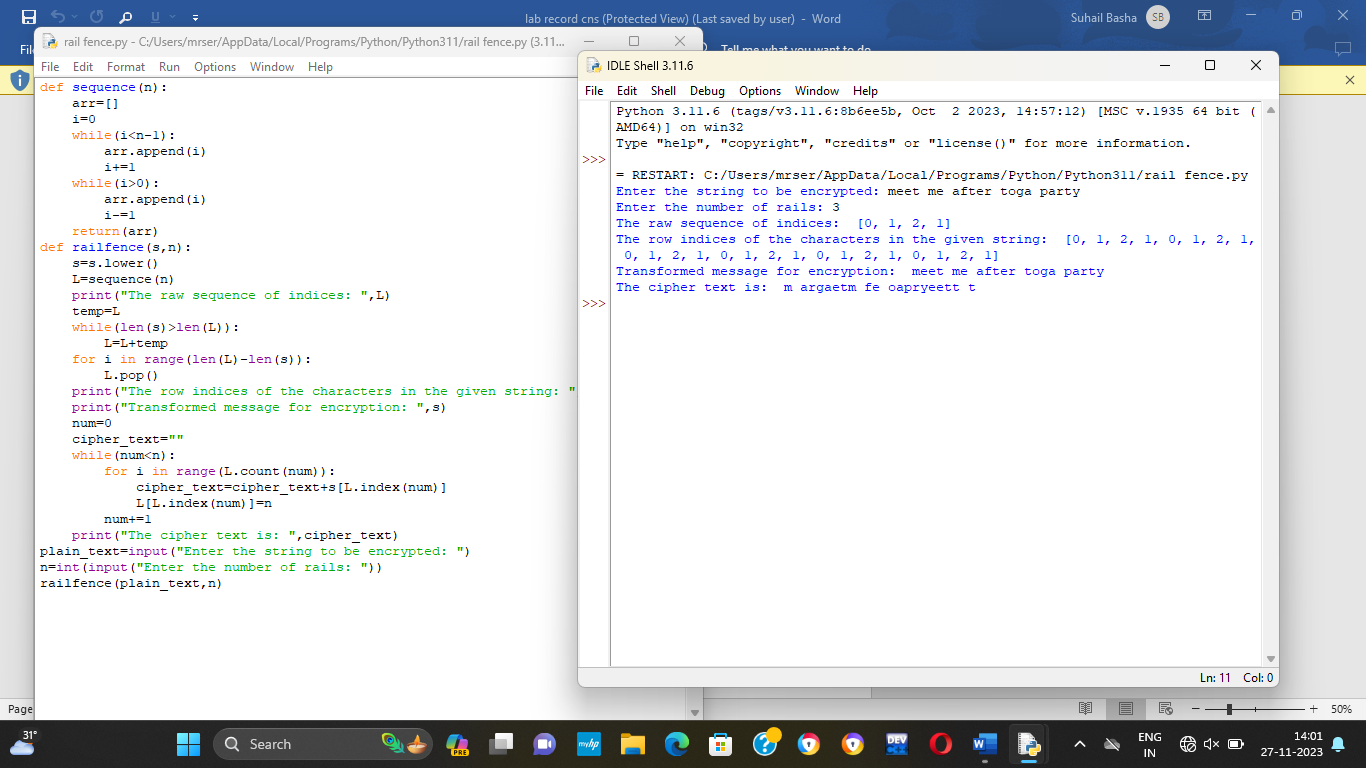 lab record cns (Protected View) (Last saved by user) - Word
Suhail Basha SB
Tell me what you want to do
rail fence.py - C:/Users/mrser/AppData/Local/Programs/Python/Python311/rail fence.py (3.11...
File Edit Format Run Options Window Help
def sequence(n):
    arr=[]
    i=0
    while(i<n-1):
        arr.append(i)
        i+=1
    while(i>0):
        arr.append(i)
        i-=1
    return(arr)
def railfence(s,n):
    s=s.lower()
    L=sequence(n)
    print("The raw sequence of indices: ",L)
    temp=L
    while(len(s)>len(L)):
        L=L+temp
    for i in range(len(L)-len(s)):
        L.pop()
    print("The row indices of the characters in the given string: "
    print("Transformed message for encryption: ",s)
    num=0
    cipher_text=""
    while(num<n):
        for i in range(L.count(num)):
            cipher_text=cipher_text+s[L.index(num)]
            L[L.index(num)]=n
        num+=1
    print("The cipher text is: ",cipher_text)
plain_text=input("Enter the string to be encrypted: ")
n=int(input("Enter the number of rails: "))
railfence(plain_text,n)
IDLE Shell 3.11.6
File Edit Shell Debug Options Window Help
Python 3.11.6 (tags/v3.11.6:8b6ee5b, Oct  2 2023, 14:57:12) [MSC v.1935 64 bit (
AMD64)] on win32
Type "help", "copyright", "credits" or "license()" for more information.
>>>
= RESTART: C:/Users/mrser/AppData/Local/Programs/Python/Python311/rail fence.py
Enter the string to be encrypted: meet me after toga party
Enter the number of rails: 3
The raw sequence of indices:  [0, 1, 2, 1]
The row indices of the characters in the given string:  [0, 1, 2, 1, 0, 1, 2, 1,
 0, 1, 2, 1, 0, 1, 2, 1, 0, 1, 2, 1, 0, 1, 2, 1]
Transformed message for encryption:  meet me after toga party
The cipher text is:  m argaetm fe oapryeett t
>>>
Ln: 11 Col: 0
Page
50%
31°
Search
PRE
myhp
DEV
ENG
IN
14:01
27-11-2023